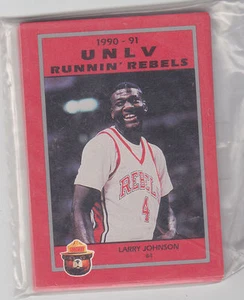 1990 - 91
UNLV
RUNNIN' REBELS
REBELS
4
LARRY JOHNSON